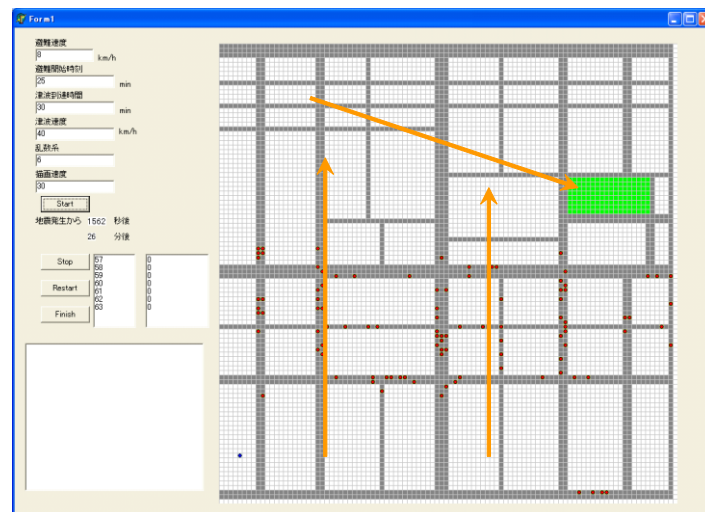 Form1
避難速度
8
km/h
避難開始時刻
25
min
津波到達時間
30
min
津波速度
40
km/h
乱数系
6
描画速度
30
Start
地震発生から 1562 秒後
26 分後
Stop
Restart
Finish
57
58
59
60
61
62
63
0
0
0
0
0
0
0